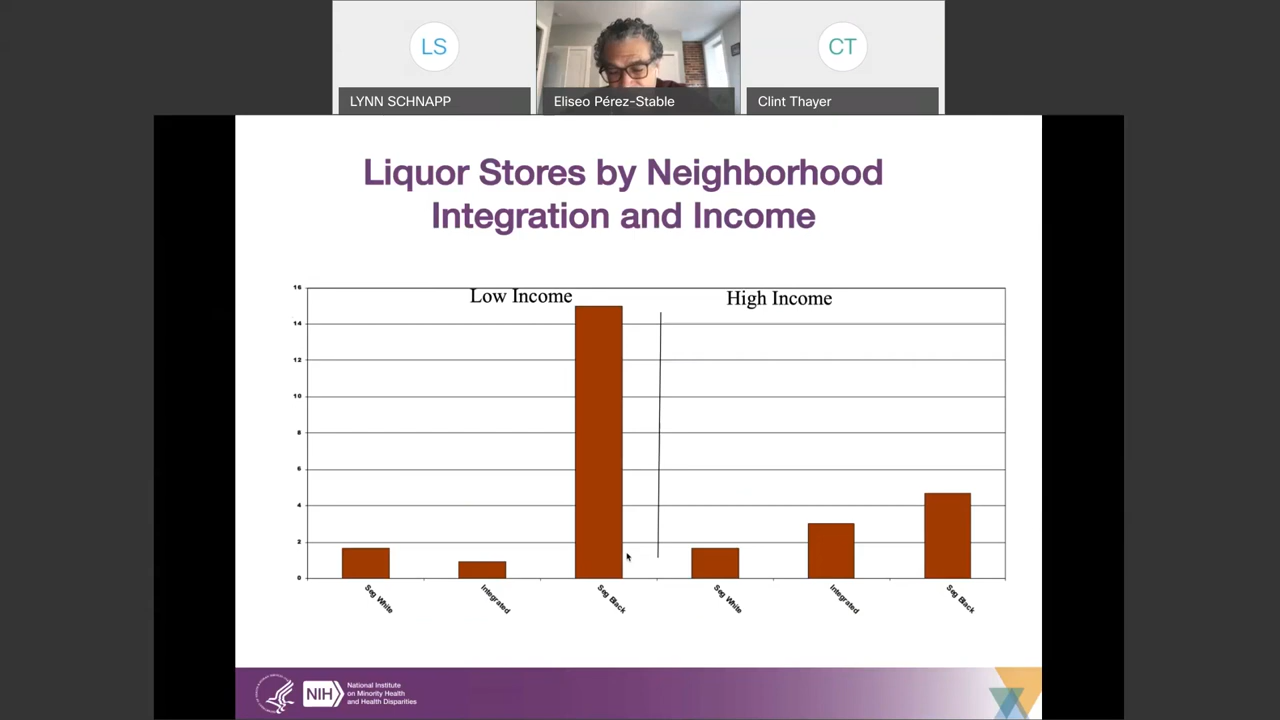 LS
CT
LYNN SCHNAPP
Eliseo Pérez-Stable
Clint Thayer
Liquor Stores by Neighborhood
Integration and Income
Low Income
High Income
16
14
12
10
8
6
4
2
0
Seg White
Integrated
Seg Black
Seg White
Integrated
Seg Black
NIH
National Institute
on Minority Health
and Health Disparities